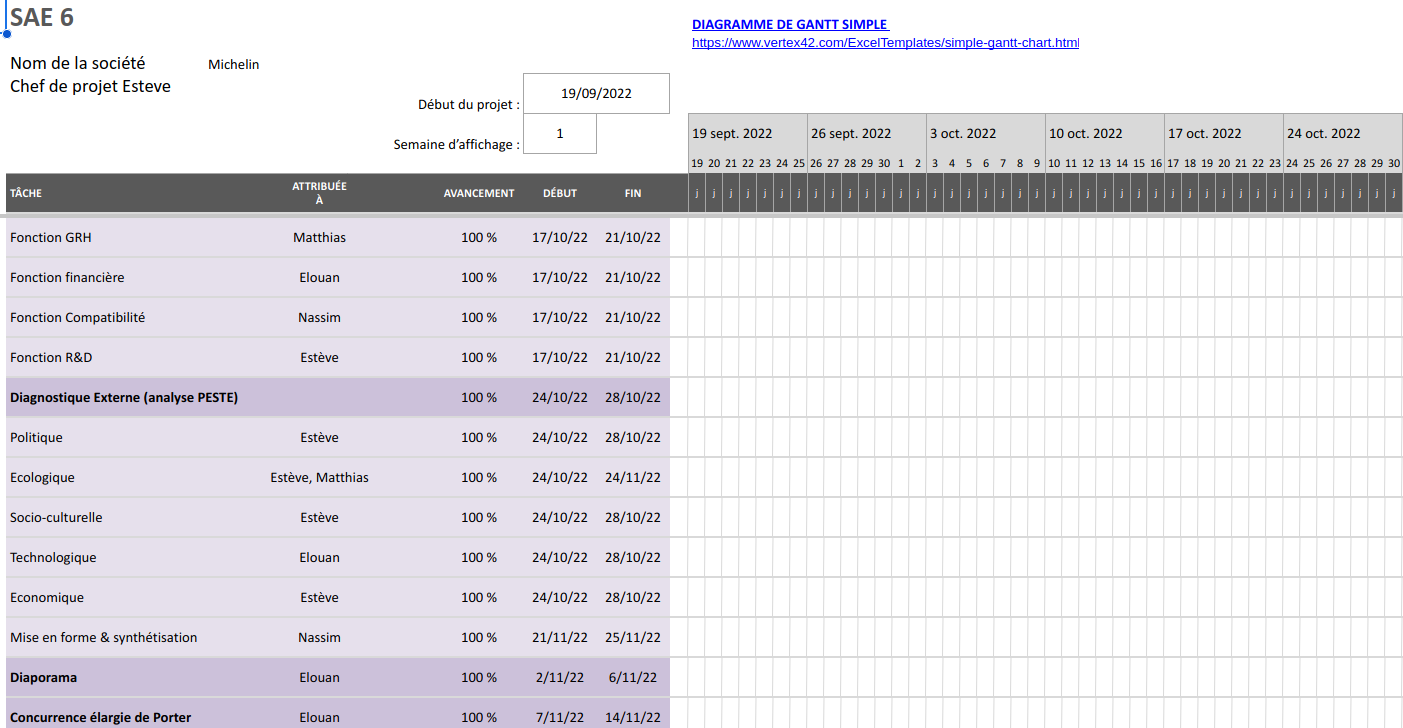 SAE 6
DIAGRAMME DE GANTT SIMPLE
https://www.vertex42.com/ExcelTemplates/simple-gantt-chart.html
Nom de la société Michelin
Chef de projet Esteve
Début du projet : 19/09/2022
Semaine d’affichage : 1
19 sept. 2022 26 sept. 2022 3 oct. 2022 10 oct. 2022 17 oct. 2022 24 oct. 2022
19 20 21 22 23 24 25 26 27 28 29 30 1 2 3 4 5 6 7 8 9 10 11 12 13 14 15 16 17 18 19 20 21 22 23 24 25 26 27 28 29 30
TÂCHE ATTRIBUÉE À AVANCEMENT DÉBUT FIN j j j j j j j j j j j j j j j j j j j j j j j j j j j j j j j j j j j j j j j j j j
Fonction GRH Matthias 100 % 17/10/22 21/10/22
Fonction financière Elouan 100 % 17/10/22 21/10/22
Fonction Compatibilité Nassim 100 % 17/10/22 21/10/22
Fonction R&D Estève 100 % 17/10/22 21/10/22
Diagnostique Externe (analyse PESTE) 100 % 24/10/22 28/10/22
Politique Estève 100 % 24/10/22 28/10/22
Ecologique Estève, Matthias 100 % 24/10/22 24/11/22
Socio-culturelle Estève 100 % 24/10/22 28/10/22
Technologique Elouan 100 % 24/10/22 28/10/22
Economique Estève 100 % 24/10/22 28/10/22
Mise en forme & synthétisation Nassim 100 % 21/11/22 25/11/22
Diaporama Elouan 100 % 2/11/22 6/11/22
Concurrence élargie de Porter Elouan 100 % 7/11/22 14/11/22